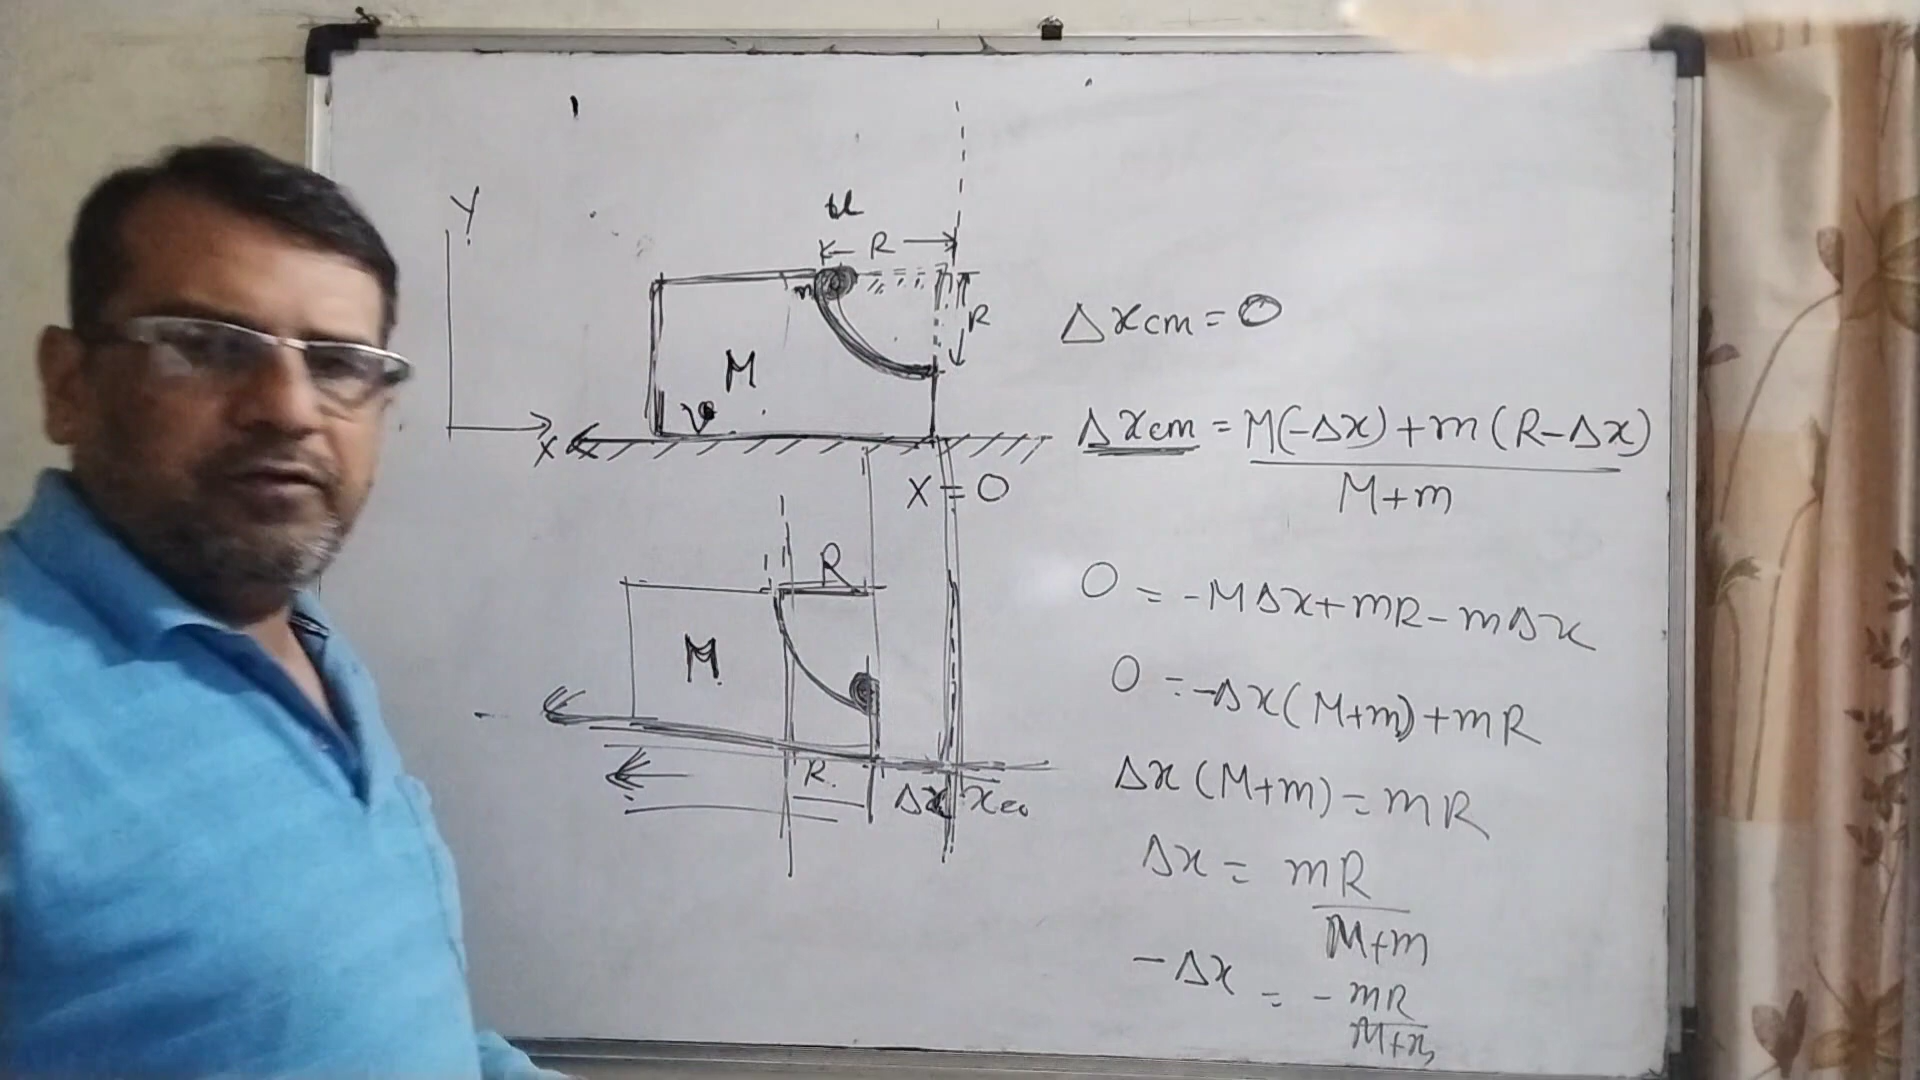 Y
R
m
R
M
X
X = 0
R
M
R
Δx
Δxcm = 0
Δxcm = M(-Δx) + m(R-Δx)
M+m
0 = -MΔx + mR - mΔx
0 = -Δx(M+m) + mR
Δx(M+m) = mR
Δx = mR
M+m
-Δx = - mR
M+m